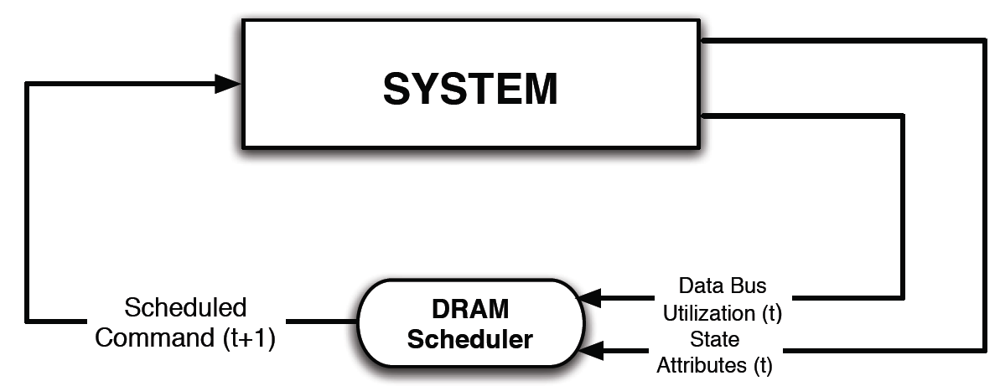 SYSTEM
DRAM
Scheduler
Scheduled
Command (t+1)
Data Bus
Utilization (t)
State
Attributes (t)